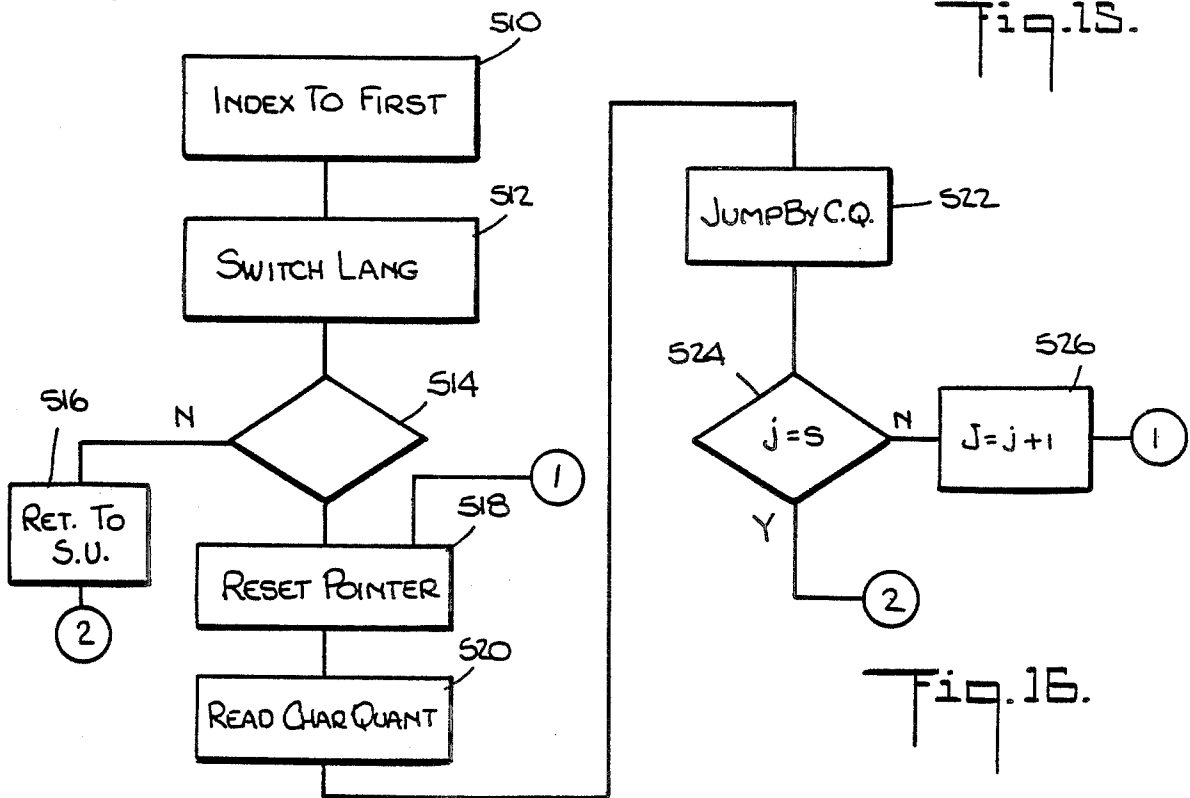 Fig.15.
510
INDEX TO FIRST
512
SWITCH LANG
514
N
516
RET. TO
S.U.
2
1
518
RESET POINTER
520
READ CHAR QUANT
JUMP BY C.Q.
522
524
j=S
N
526
J=j+1
1
Y
2
Fig.16.